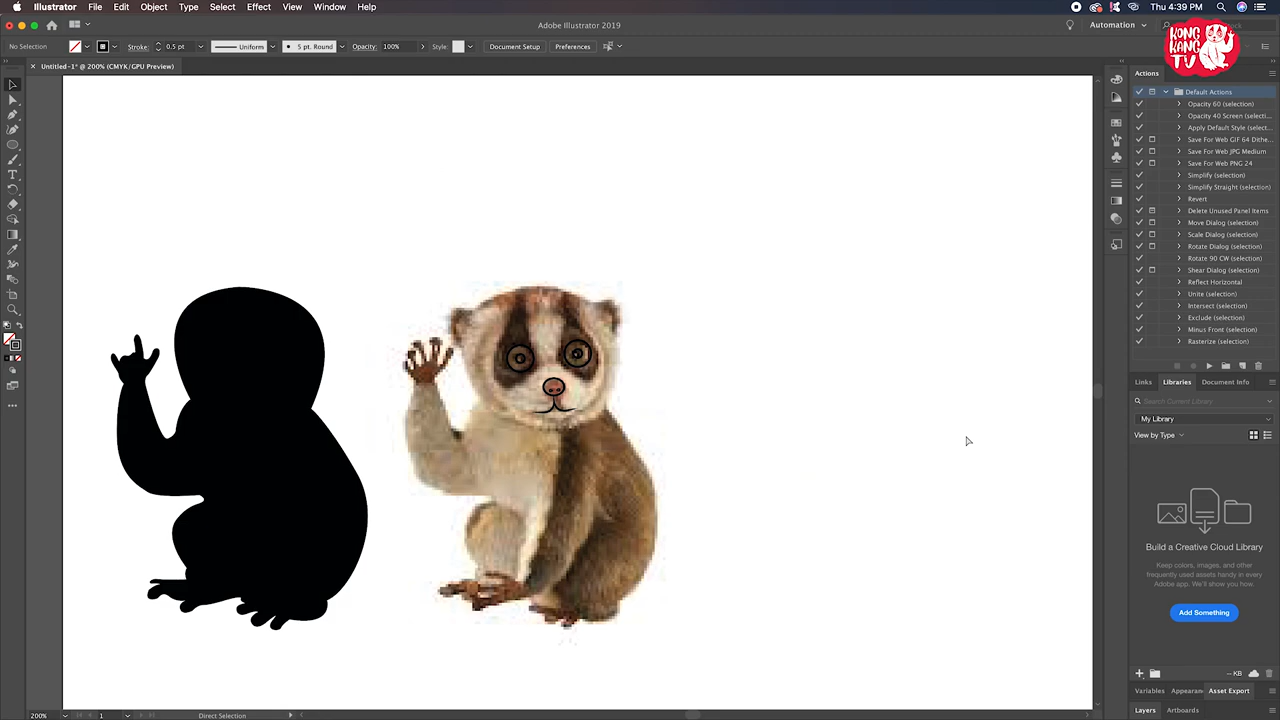 Illustrator File Edit Object Type Select Effect View Window Help
Thu 4:39 PM
Adobe Illustrator 2019
Automation
No Selection Stroke: 0.5 pt Uniform 5 pt. Round Opacity: 100% Style: Document Setup Preferences
KONG
KANG
TV
Untitled-1* @ 200% (CMYK/GPU Preview)
Actions
Default Actions
Opacity 60 (selection)
Opacity 40 Screen (selecti...
Apply Default Style (select...
Save For Web GIF 64 Dithe...
Save For Web JPG Medium
Save For Web PNG 24
Simplify (selection)
Simplify Straight (selection)
Revert
Delete Unused Panel Items
Move Dialog (selection)
Scale Dialog (selection)
Rotate Dialog (selection)
Rotate 90 CW (selection)
Shear Dialog (selection)
Reflect Horizontal
Unite (selection)
Intersect (selection)
Exclude (selection)
Minus Front (selection)
Rasterize (selection)
Links Libraries Document Info
Search Current Library
My Library
View by Type
Build a Creative Cloud Library
Keep colors, images, and other
frequently used assets handy in every
Adobe app. We'll show you how.
Add Something
-- KB
Variables Appearan Asset Export
Layers Artboards
200% 1 Direct Selection